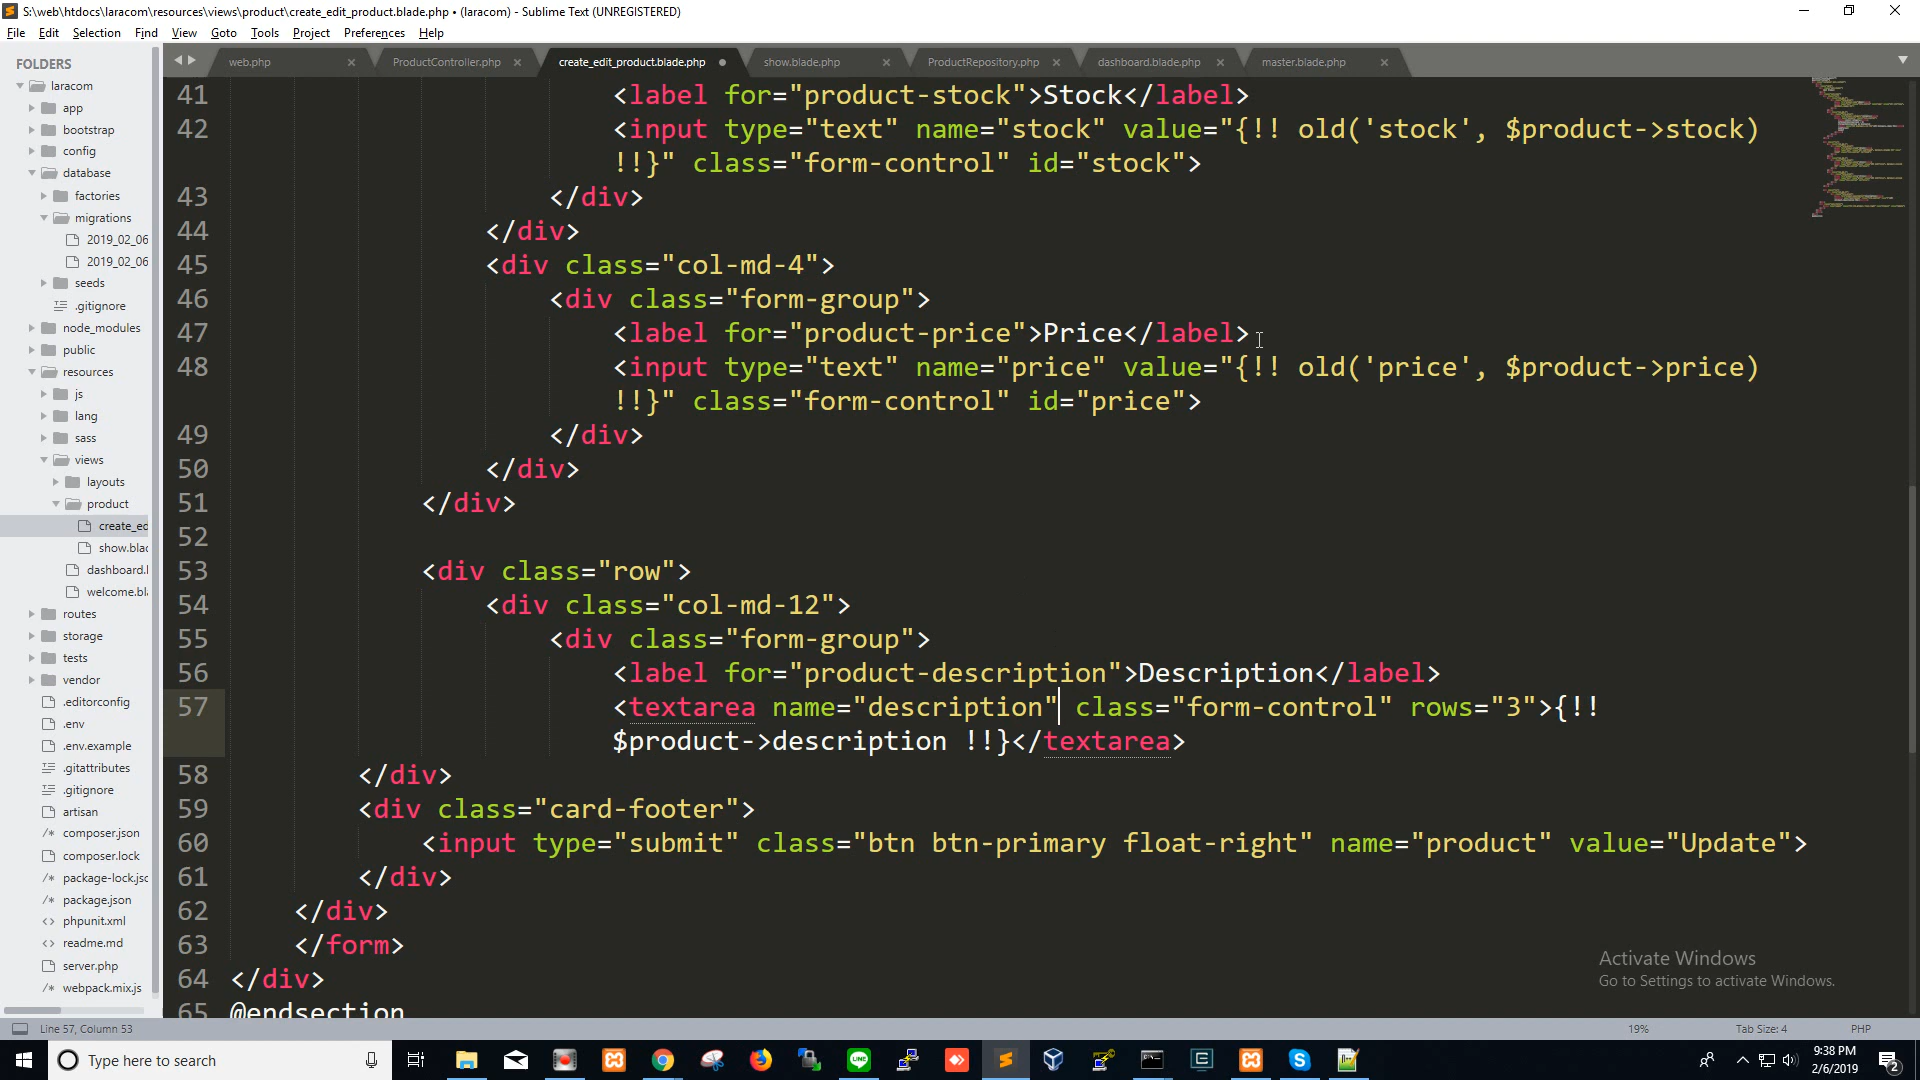 S:\web\htdocs\laracom\resources\views\product\create_edit_product.blade.php • (laracom) - Sublime Text (UNREGISTERED)
File Edit Selection Find View Goto Tools Project Preferences Help
FOLDERS
laracom
app
bootstrap
config
database
factories
migrations
2019_02_06
2019_02_06
seeds
.gitignore
node_modules
public
resources
js
lang
sass
views
layouts
product
create_ed
show.blad
dashboard.l
welcome.bl
routes
storage
tests
vendor
.editorconfig
.env
.env.example
.gitattributes
.gitignore
artisan
composer.json
composer.lock
package-lock.jsc
package.json
phpunit.xml
readme.md
server.php
webpack.mix.js
web.php ProductController.php create_edit_product.blade.php show.blade.php ProductRepository.php dashboard.blade.php master.blade.php
41 <label for="product-stock">Stock</label>
42 <input type="text" name="stock" value="{!! old('stock', $product->stock)
!!}" class="form-control" id="stock">
43 </div>
44 </div>
45 <div class="col-md-4">
46 <div class="form-group">
47 <label for="product-price">Price</label>
48 <input type="text" name="price" value="{!! old('price', $product->price)
!!}" class="form-control" id="price">
49 </div>
50 </div>
51 </div>
52
53 <div class="row">
54 <div class="col-md-12">
55 <div class="form-group">
56 <label for="product-description">Description</label>
57 <textarea name="description" class="form-control" rows="3">{!!
$product->description !!}</textarea>
58 </div>
59 <div class="card-footer">
60 <input type="submit" class="btn btn-primary float-right" name="product" value="Update">
61 </div>
62 </div>
63 </form>
64 </div>
65 @endsection
Activate Windows
Go to Settings to activate Windows.
Line 57, Column 53 19% Tab Size: 4 PHP
Type here to search
9:38 PM
2/6/2019
2